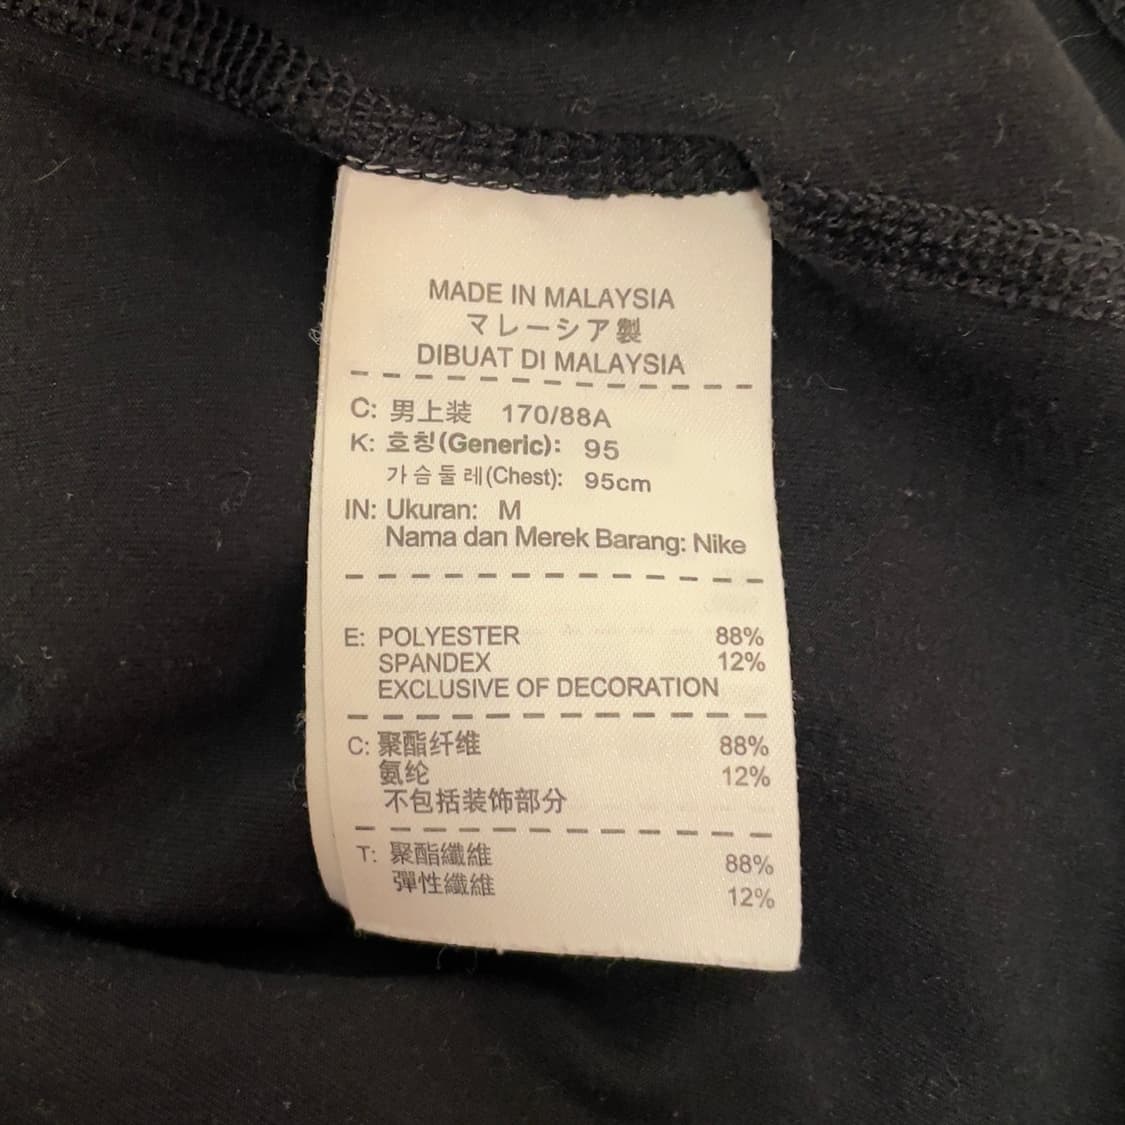 MADE IN MALAYSIA
マレーシア製
DIBUAT DI MALAYSIA
C: 男上装 170/88A
K: 호칭(Generic): 95
가슴둘레(Chest): 95cm
IN: Ukuran: M
Nama dan Merek Barang: Nike
E: POLYESTER 88%
SPANDEX 12%
EXCLUSIVE OF DECORATION
C: 聚酯纤维 88%
氨纶 12%
不包括装饰部分
T: 聚酯纖維 88%
彈性纖維 12%